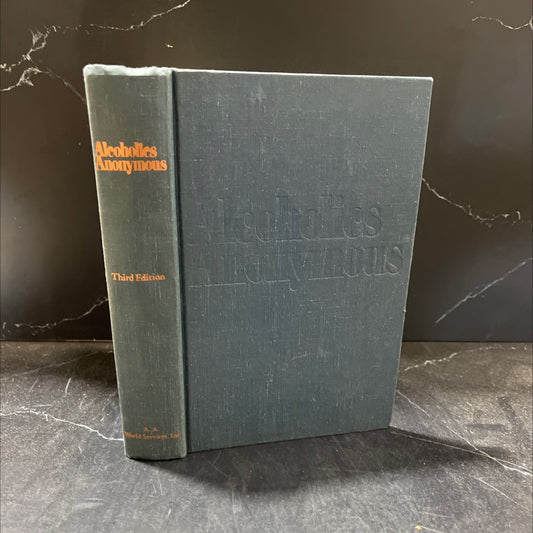 Alcoholics
Anonymous
Third Edition
A. A.
World Services, Inc
Alcoholics
Anonymous